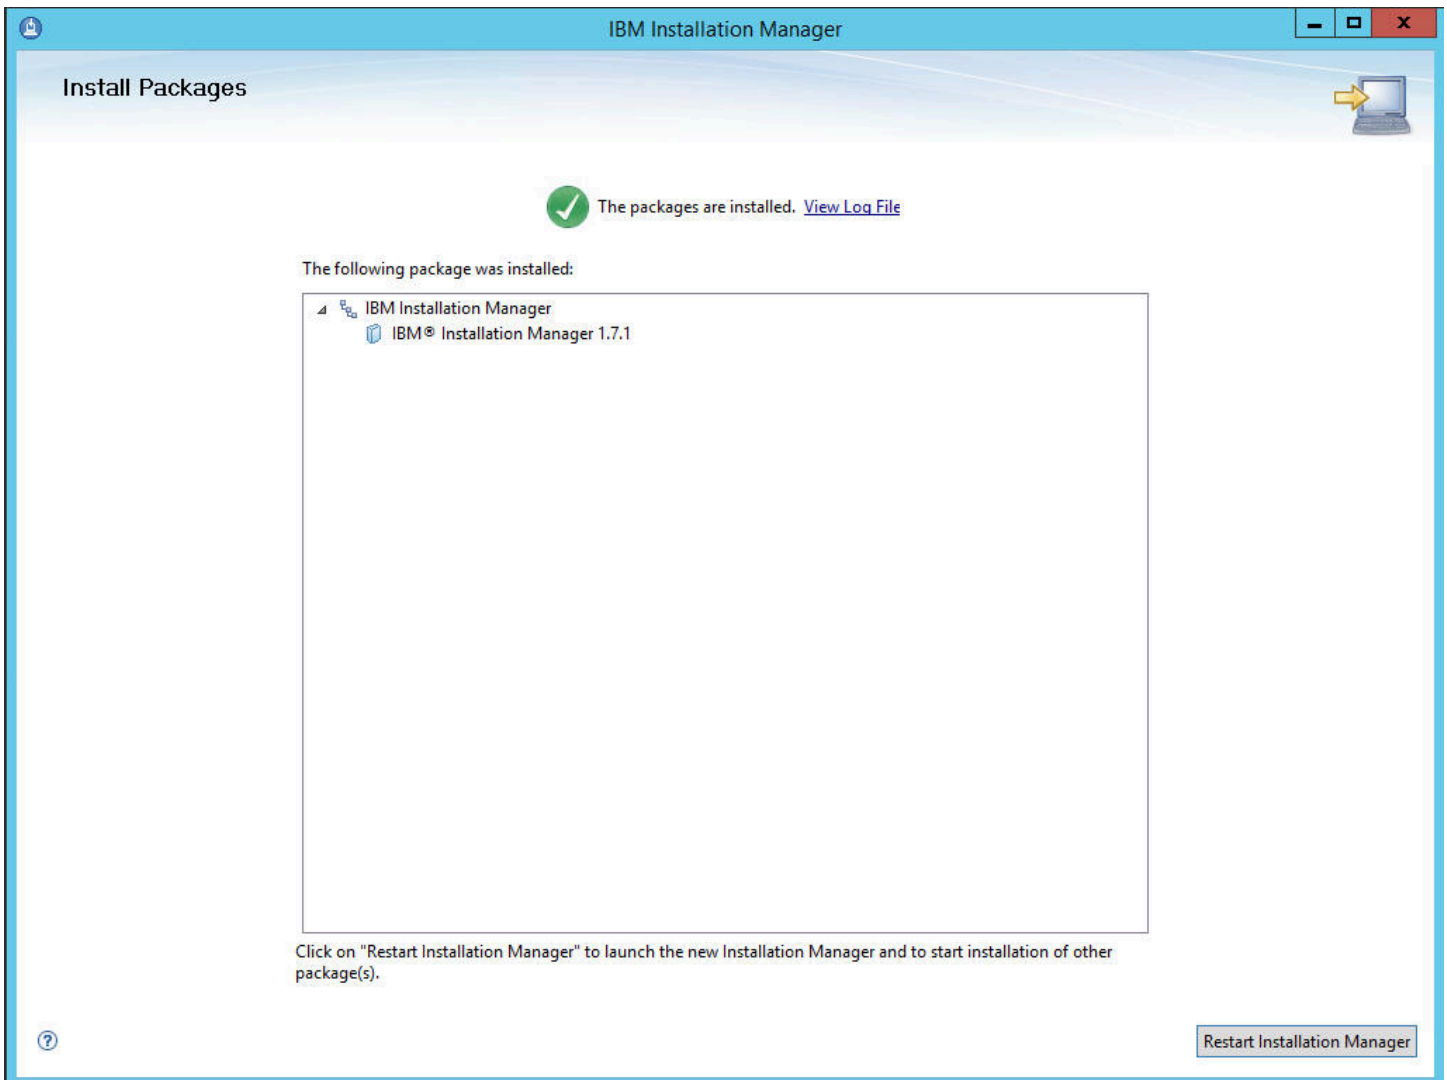 IBM Installation Manager
Install Packages
The packages are installed. View Log File
The following package was installed:
IBM Installation Manager
IBM® Installation Manager 1.7.1
Click on "Restart Installation Manager" to launch the new Installation Manager and to start installation of other
package(s).
Restart Installation Manager